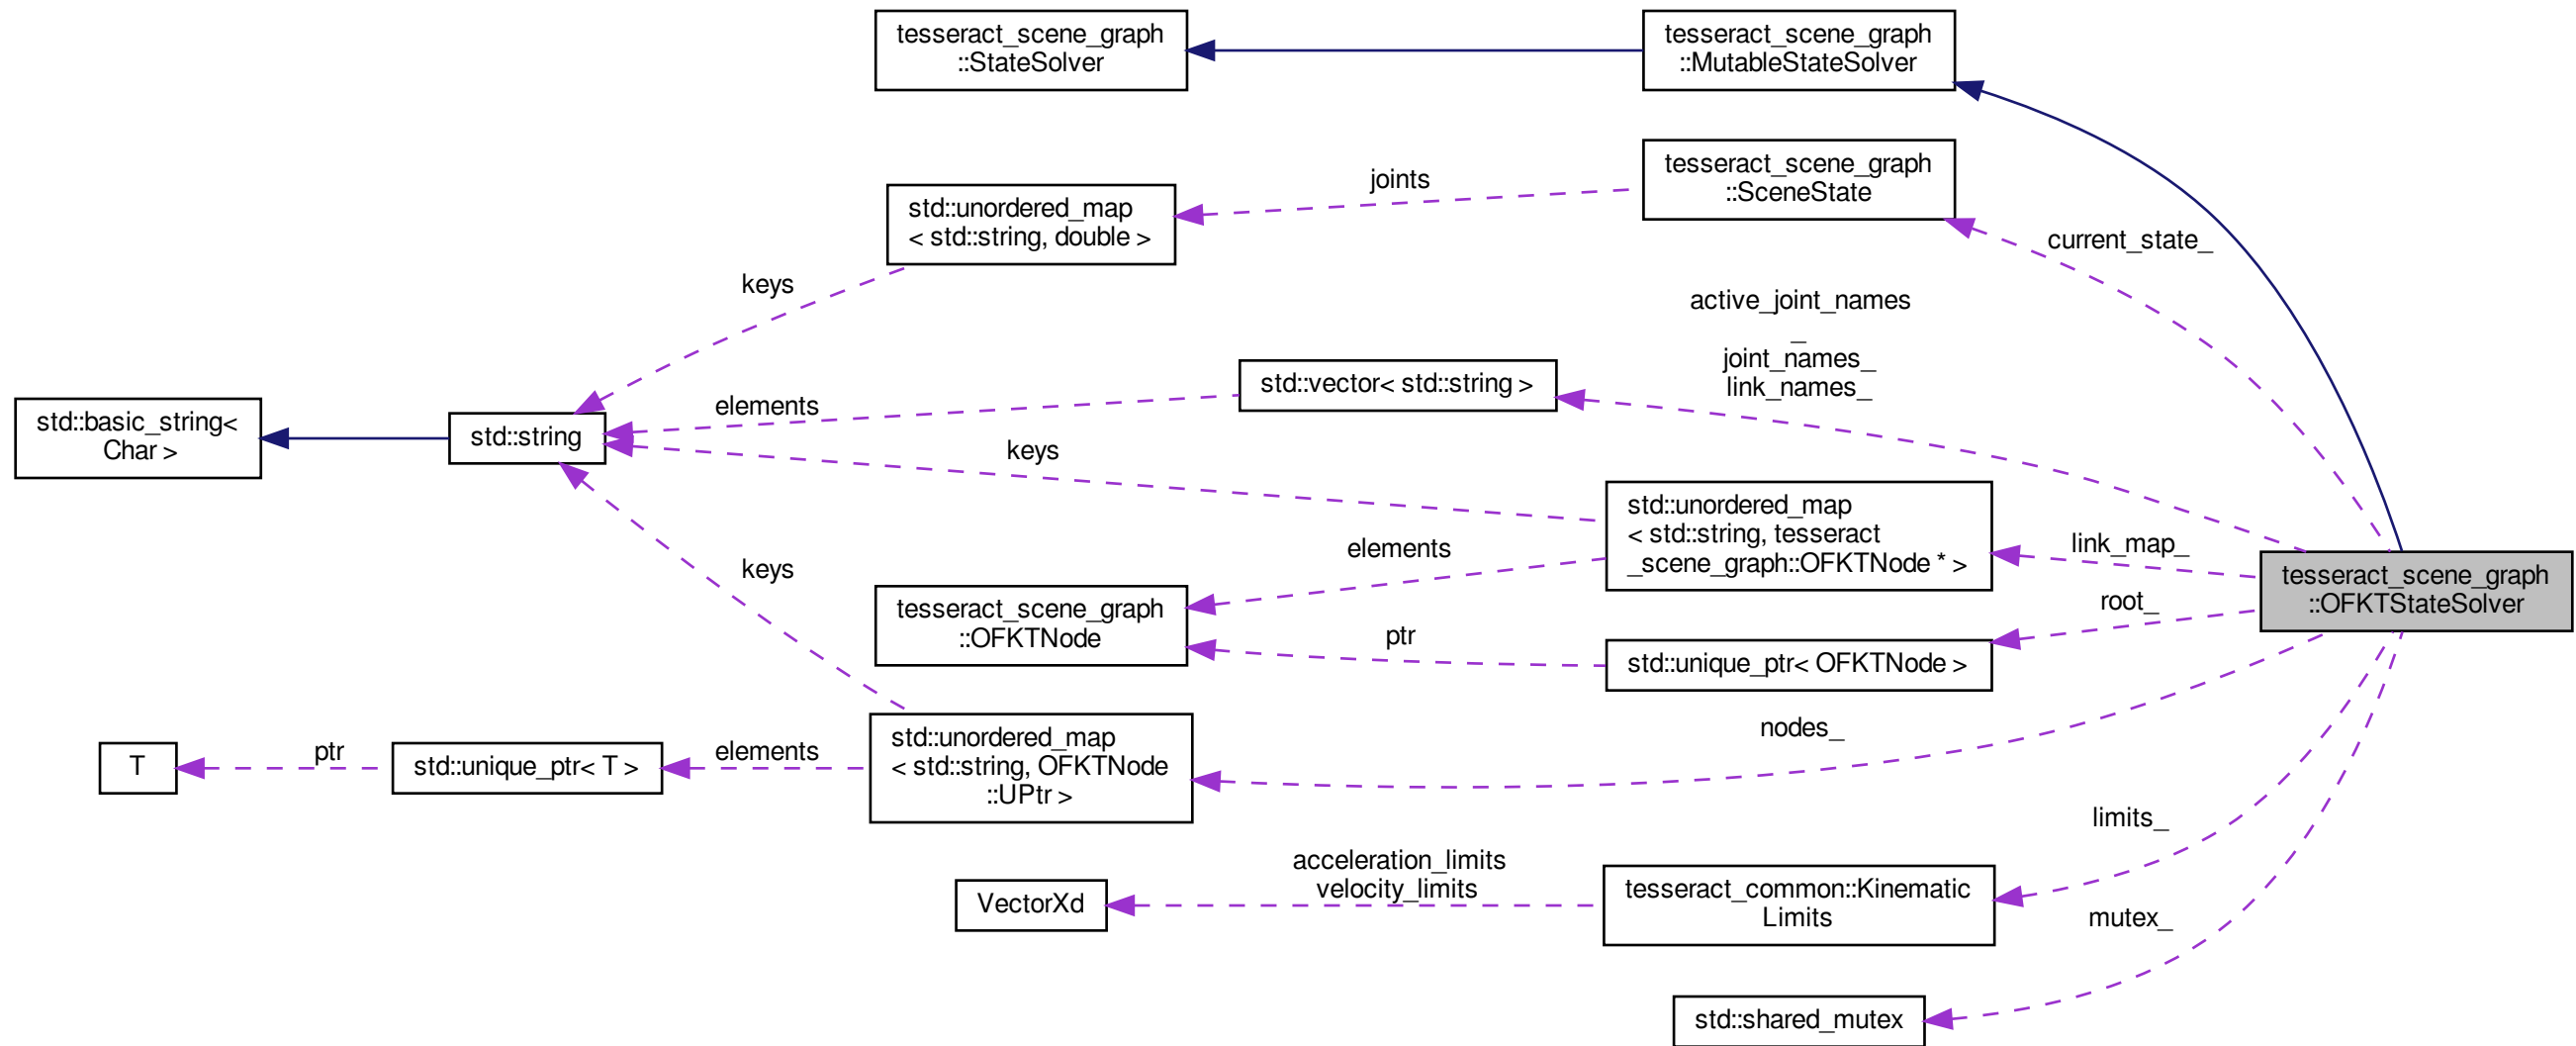 tesseract_scene_graph
::StateSolver
tesseract_scene_graph
::MutableStateSolver
tesseract_scene_graph
::SceneState
joints
std::unordered_map
< std::string, double >
current_state_
keys
active_joint_names
_
joint_names_
link_names_
std::vector< std::string >
elements
std::basic_string<
Char >
std::string
keys
std::unordered_map
< std::string, tesseract
_scene_graph::OFKTNode * >
elements
link_map_
tesseract_scene_graph
::OFKTStateSolver
keys
tesseract_scene_graph
::OFKTNode
root_
ptr
std::unique_ptr< OFKTNode >
nodes_
std::unordered_map
< std::string, OFKTNode
::UPtr >
elements
std::unique_ptr< T >
ptr
T
limits_
acceleration_limits
velocity_limits
VectorXd
tesseract_common::Kinematic
Limits
mutex_
std::shared_mutex